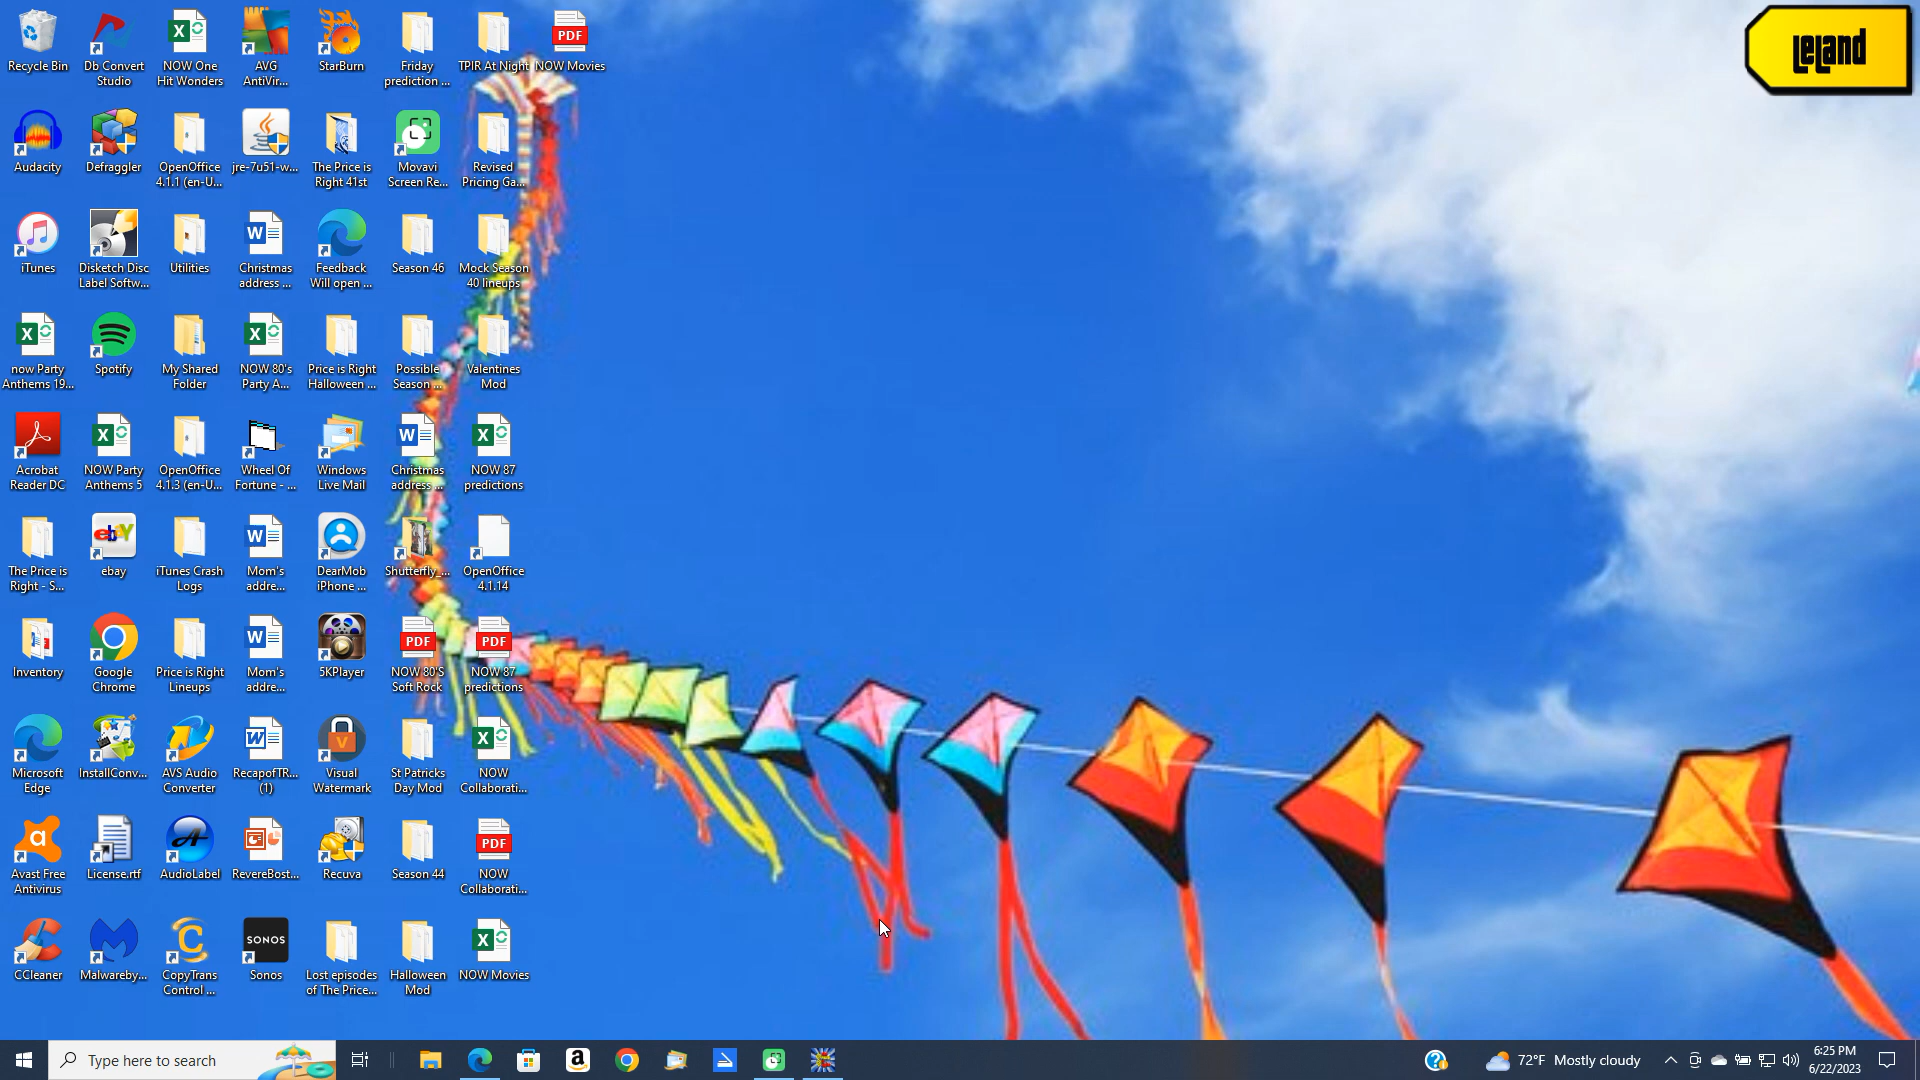 Leland
Recycle Bin
Db Convert
Studio
NOW One
Hit Wonders
AVG
AntiVir...
StarBurn
Friday
prediction ...
TPIR At Night
PDF
NOW Movies
Audacity
Defraggler
OpenOffice
4.1.1 (en-U...
jre-7u51-w...
The Price is
Right 41st
Movavi
Screen Re...
Revised
Pricing Ga...
iTunes
Disketch Disc
Label Softw...
Utilities
Christmas
address ...
Feedback
Will open ...
Season 46
Mock Season
40 lineups
now Party
Anthems 19...
Spotify
My Shared
Folder
NOW 80's
Party A...
Price is Right
Halloween ...
Possible
Season ...
Valentines
Mod
Acrobat
Reader DC
NOW Party
Anthems 5
OpenOffice
4.1.3 (en-U...
Wheel Of
Fortune - ...
Windows
Live Mail
Christmas
address ...
NOW 87
predictions
The Price is
Right - S...
ebay
ebay
iTunes Crash
Logs
Mom's
addre...
DearMob
iPhone ...
Shutterfly_...
OpenOffice
4.1.14
Inventory
Google
Chrome
Price is Right
Lineups
Mom's
addre...
5KPlayer
PDF
NOW 80'S
Soft Rock
PDF
NOW 87
predictions
Microsoft
Edge
InstallConv...
AVS Audio
Converter
RecapofTR...
(1)
Visual
Watermark
St Patricks
Day Mod
NOW
Collaborati...
Avast Free
Antivirus
License.rtf
AudioLabel
RevereBost...
Recuva
Season 44
PDF
NOW
Collaborati...
CCleaner
Malwareby...
CopyTrans
Control ...
SONOS
Sonos
Lost episodes
of The Price...
Halloween
Mod
NOW Movies
Type here to search
72°F Mostly cloudy
6:25 PM
6/22/2023